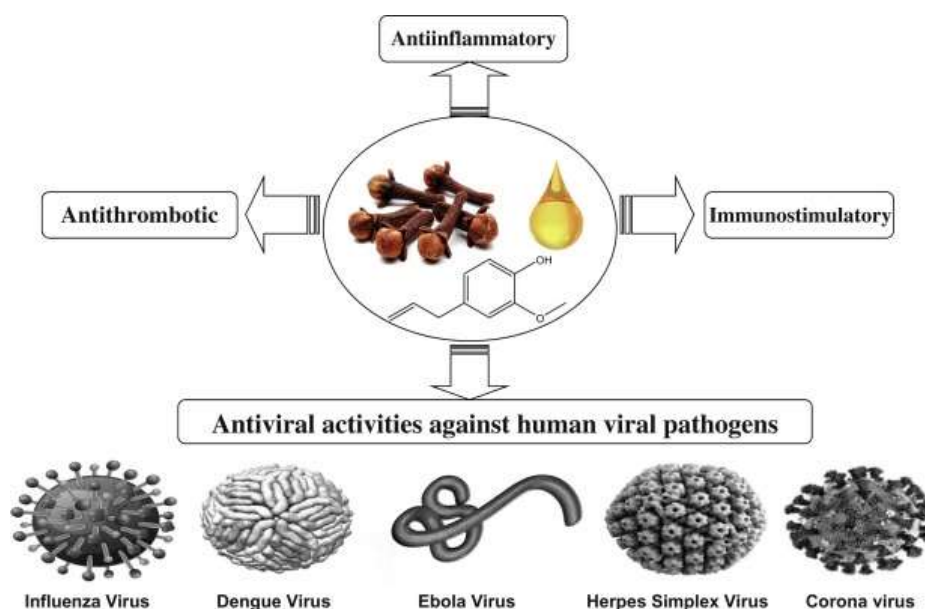 Antiinflammatory
Antithrombotic
Immunostimulatory
OH
O
Antiviral activities against human viral pathogens
Influenza Virus
Dengue Virus
Ebola Virus
Herpes Simplex Virus
Corona virus